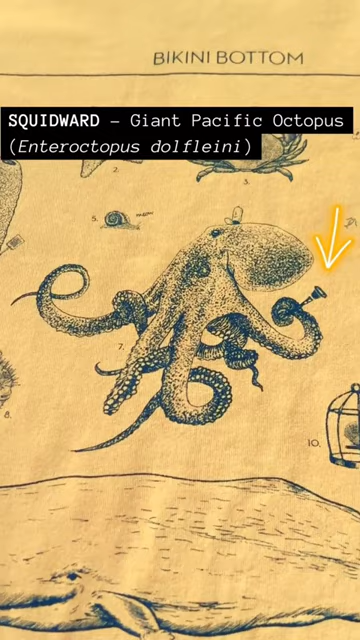 BIKINI BOTTOM
SQUIDWARD – Giant Pacific Octopus
(Enteroctopus dolfleini)
2.
3.
5.
7.
8.
10.